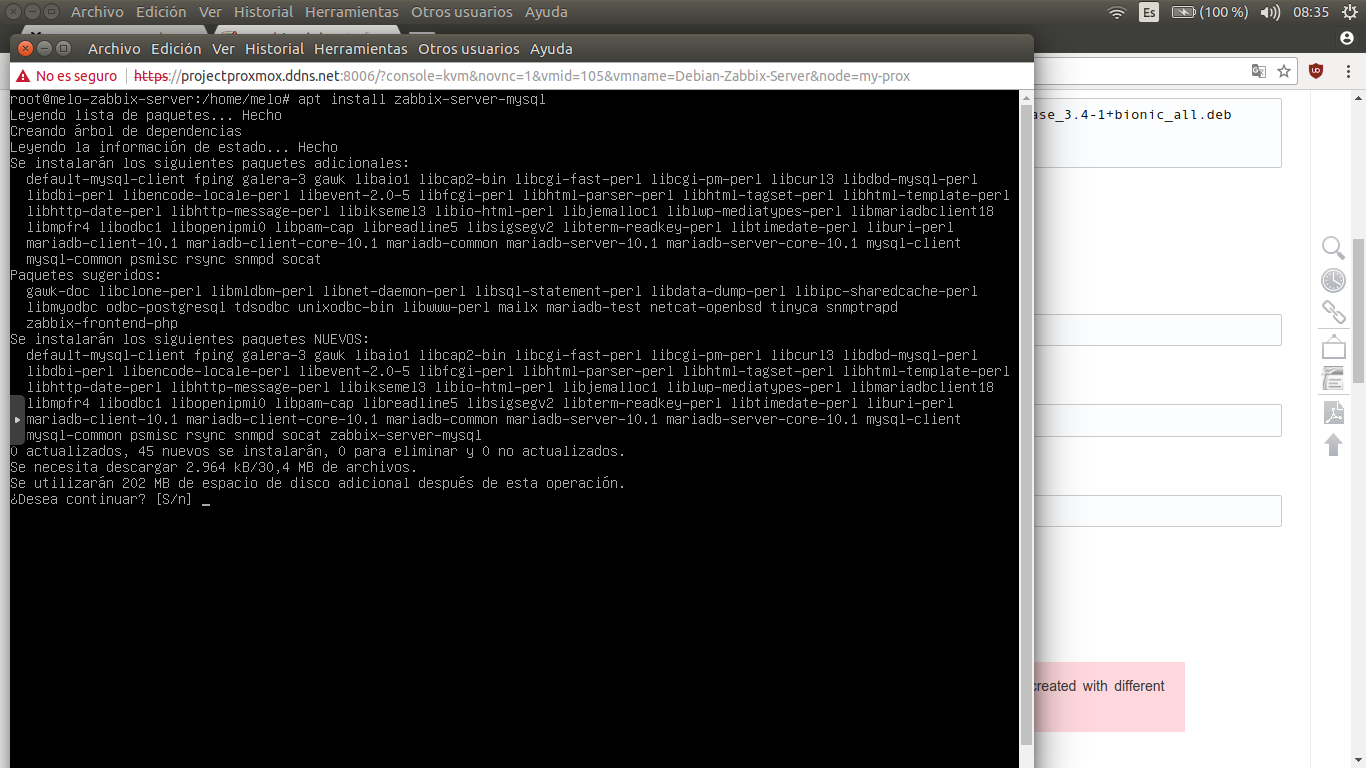 Archivo Edición Ver Historial Herramientas Otros usuarios Ayuda
Es (100 %) 08:35
Archivo Edición Ver Historial Herramientas Otros usuarios Ayuda
No es seguro https://projectproxmox.ddns.net:8006/?console=kvm&novnc=1&vmid=105&vmname=Debian-Zabbix-Server&node=my-prox
root@melo-zabbix-server:/home/melo# apt install zabbix-server-mysql
Leyendo lista de paquetes... Hecho
Creando árbol de dependencias
Leyendo la información de estado... Hecho
Se instalarán los siguientes paquetes adicionales:
default-mysql-client fping galera-3 gawk libaio1 libcap2-bin libcgi-fast-perl libcgi-pm-perl libcurl3 libdbd-mysql-perl
libdbi-perl libencode-locale-perl libevent-2.0-5 libfcgi-perl libhtml-parser-perl libhtml-tagset-perl libhtml-template-perl
libhttp-date-perl libhttp-message-perl libiksemel3 libio-html-perl libjemalloc1 liblwp-mediatypes-perl libmariadbclient18
libmpfr4 libodbc1 libopenipmi0 libpam-cap libreadline5 libsigsegv2 libterm-readkey-perl libtimedate-perl liburi-perl
mariadb-client-10.1 mariadb-client-core-10.1 mariadb-common mariadb-server-10.1 mariadb-server-core-10.1 mysql-client
mysql-common psmisc rsync snmpd socat
Paquetes sugeridos:
gawk-doc libclone-perl libmldbm-perl libnet-daemon-perl libsql-statement-perl libdata-dump-perl libipc-sharedcache-perl
libmyodbc odbc-postgresql tdsodbc unixodbc-bin libwww-perl mailx mariadb-test netcat-openbsd tinyca snmptrapd
zabbix-frontend-php
Se instalarán los siguientes paquetes NUEVOS:
default-mysql-client fping galera-3 gawk libaio1 libcap2-bin libcgi-fast-perl libcgi-pm-perl libcurl3 libdbd-mysql-perl
libdbi-perl libencode-locale-perl libevent-2.0-5 libfcgi-perl libhtml-parser-perl libhtml-tagset-perl libhtml-template-perl
libhttp-date-perl libhttp-message-perl libiksemel3 libio-html-perl libjemalloc1 liblwp-mediatypes-perl libmariadbclient18
libmpfr4 libodbc1 libopenipmi0 libpam-cap libreadline5 libsigsegv2 libterm-readkey-perl libtimedate-perl liburi-perl
mariadb-client-10.1 mariadb-client-core-10.1 mariadb-common mariadb-server-10.1 mariadb-server-core-10.1 mysql-client
mysql-common psmisc rsync snmpd socat zabbix-server-mysql
0 actualizados, 45 nuevos se instalarán, 0 para eliminar y 0 no actualizados.
Se necesita descargar 2.964 kB/30,4 MB de archivos.
Se utilizarán 202 MB de espacio de disco adicional después de esta operación.
¿Desea continuar? [S/n] _
ase_3.4-1+bionic_all.deb
created with different